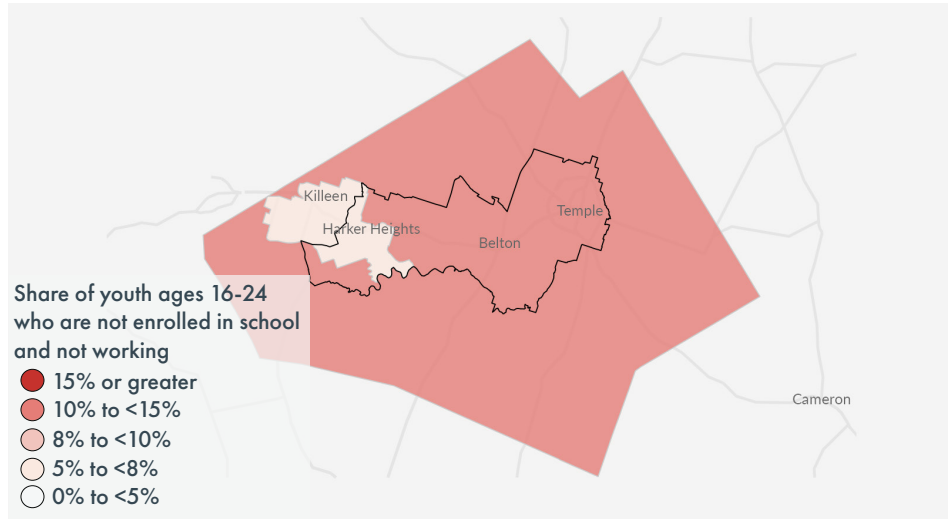 Killeen
Harker Heights
Temple
Belton
Cameron
Share of youth ages 16-24
who are not enrolled in school
and not working
15% or greater
10% to <15%
8% to <10%
5% to <8%
0% to <5%